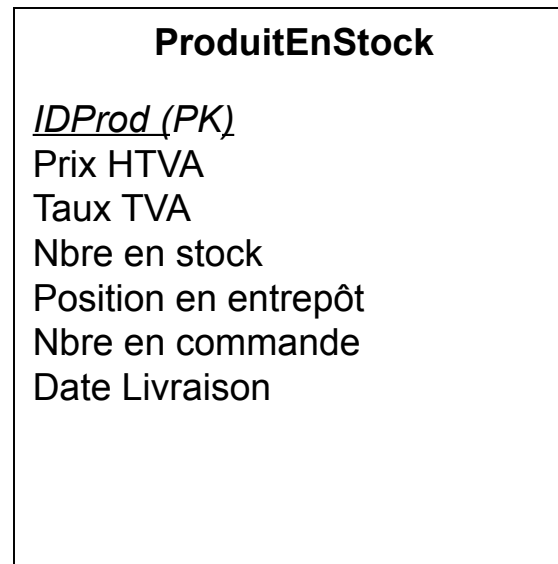 ProduitEnStock
IDProd (PK)
Prix HTVA
Taux TVA
Nbre en stock
Position en entrepôt
Nbre en commande
Date Livraison